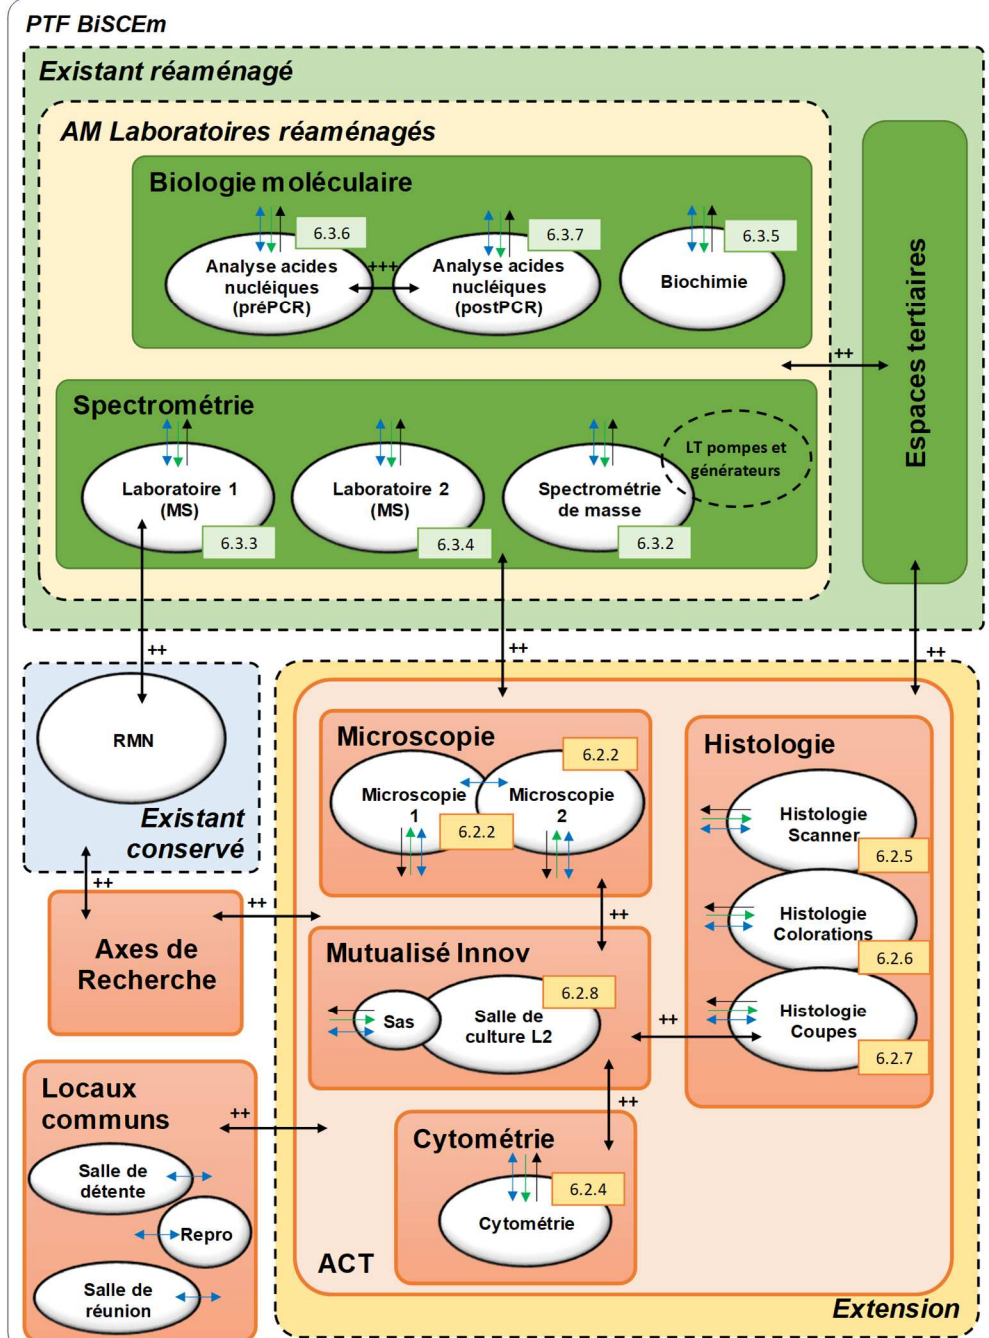 PTF BiSCEm
Existant réaménagé
AM Laboratoires réaménagés
Biologie moléculaire
6.3.6
6.3.7
6.3.5
Analyse acides
nucléiques
(préPCR)
+++
Analyse acides
nucléiques
(postPCR)
Biochimie
Espaces tertiaires
++
Spectrométrie
LT pompes et
générateurs
Laboratoire 1
(MS)
Laboratoire 2
(MS)
Spectrométrie
de masse
6.3.3
6.3.4
6.3.2
++
++
++
RMN
Existant
conservé
Microscopie
6.2.2
Microscopie
1
Microscopie
2
6.2.2
Histologie
Histologie
Scanner
6.2.5
Histologie
Colorations
6.2.6
Histologie
Coupes
6.2.7
++
Axes de
Recherche
++
++
Mutualisé Innov
6.2.8
Sas
Salle de
culture L2
++
++
Locaux
communs
++
Salle de
détente
Repro
Salle de
réunion
Cytométrie
6.2.4
Cytométrie
ACT
Extension